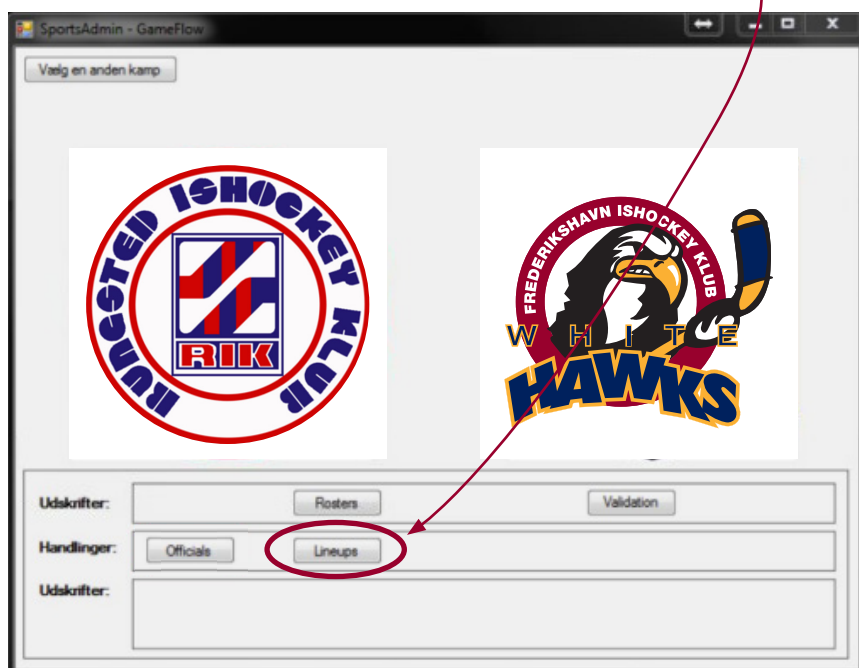 SportsAdmin - GameFlow
Vælg en anden kamp
RUNGSTED ISHOCKEY KLUB
RIK
FREDERIKSHAVN ISHOCKEY KLUB
WHITE
HAWKS
Udskrifter:
Rosters
Validation
Handlinger:
Officials
Lineups
Udskrifter: